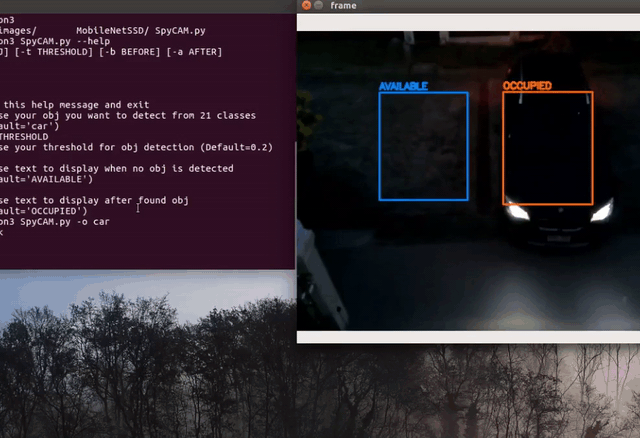 on3
images/ MobileNetSSD/ SpyCAM.py
on3 SpyCAM.py --help
J] [-t THRESHOLD] [-b BEFORE] [-a AFTER]
this help message and exit
se your obj you want to detect from 21 classes
ault='car')
THRESHOLD
se your threshold for obj detection (Default=0.2)
se text to display when no obj is detected
ault='AVAILABLE')
se text to display after found obj
ault='OCCUPIED')
on3 SpyCAM.py -o car
k
frame
AVAILABLE
OCCUPIED